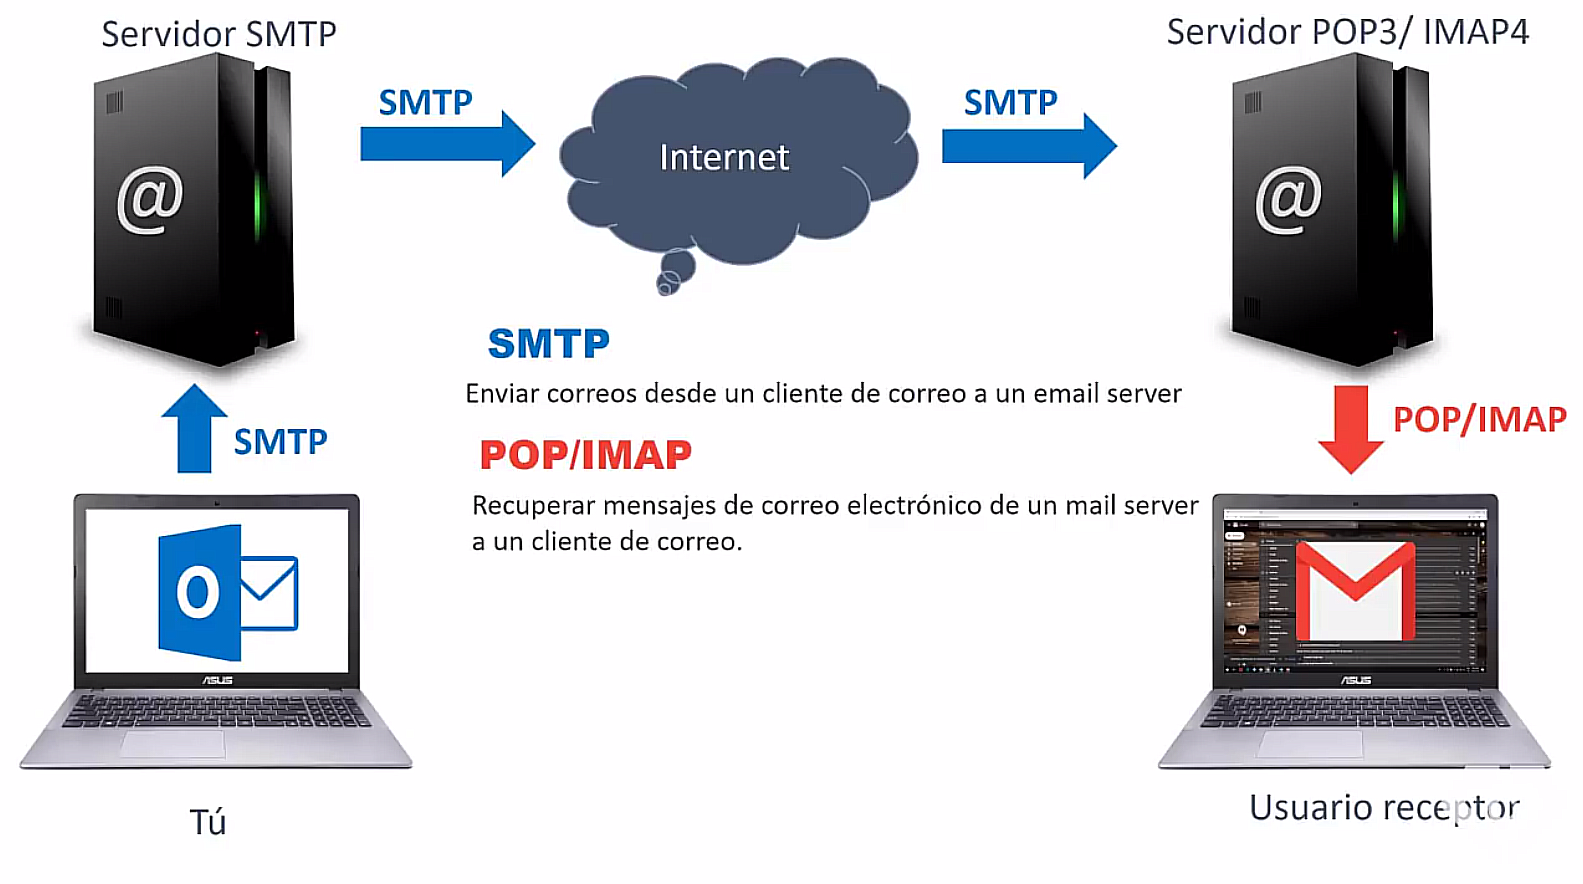 Servidor SMTP
Servidor POP3/ IMAP4
SMTP
SMTP
Internet
@
@
SMTP
Enviar correos desde un cliente de correo a un email server
SMTP
POP/IMAP
POP/IMAP
Recuperar mensajes de correo electrónico de un mail server
a un cliente de correo.
O
ASUS
ASUS
Tú
Usuario receptor